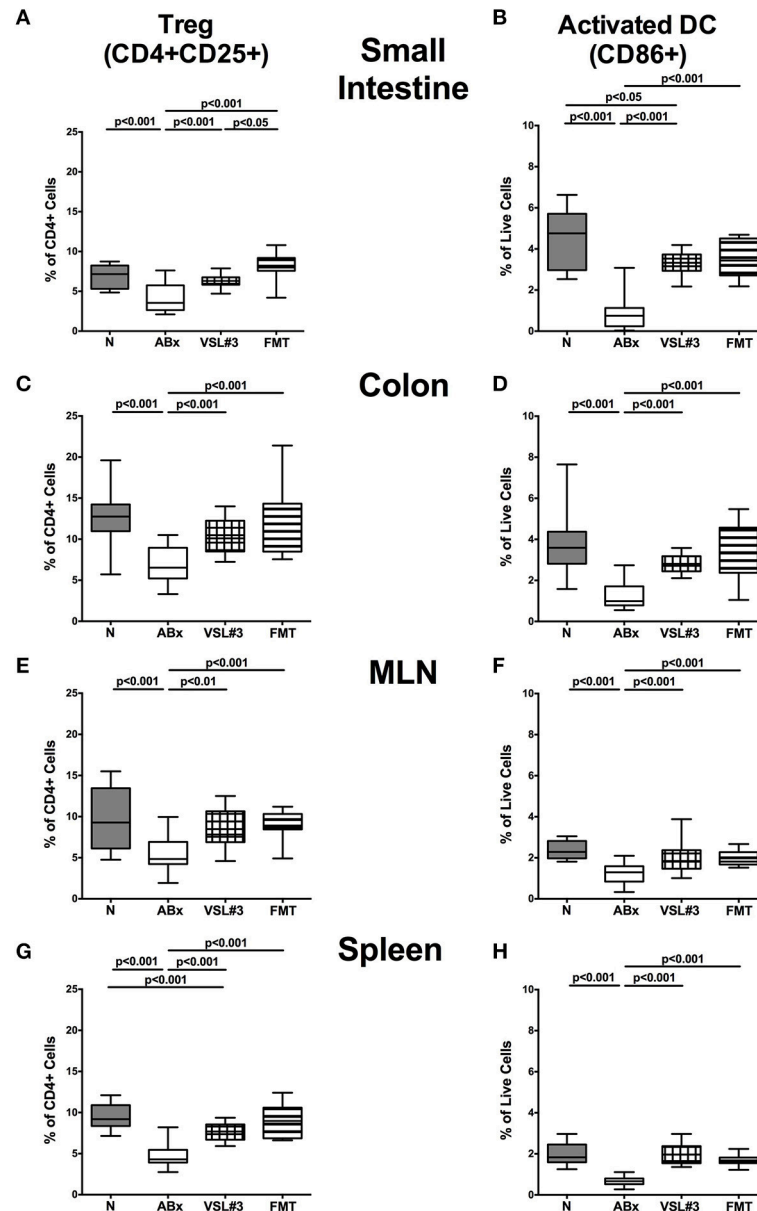 A
Treg
(CD4+CD25+)
Small
Intestine
B
Activated DC
(CD86+)
p<0.001
p<0.001 p<0.001 p<0.05
25
20
15
10
5
0
% of CD4+ Cells
N ABx VSL#3 FMT
p<0.001
p<0.05
p<0.001 p<0.001
10
8
6
4
2
0
% of Live Cells
N ABx VSL#3 FMT
C
Colon
D
p<0.001
p<0.001 p<0.001
25
20
15
10
5
0
% of CD4+ Cells
N ABx VSL#3 FMT
p<0.001
p<0.001 p<0.001
10
8
6
4
2
0
% of Live Cells
N ABx VSL#3 FMT
E
MLN
F
p<0.001
p<0.001 p<0.01
25
20
15
10
5
0
% of CD4+ Cells
N ABx VSL#3 FMT
p<0.001
p<0.001 p<0.001
10
8
6
4
2
0
% of Live Cells
N ABx VSL#3 FMT
G
Spleen
H
p<0.001
p<0.001 p<0.001
p<0.001
25
20
15
10
5
0
% of CD4+ Cells
N ABx VSL#3 FMT
p<0.001
p<0.001 p<0.001
10
8
6
4
2
0
% of Live Cells
N ABx VSL#3 FMT